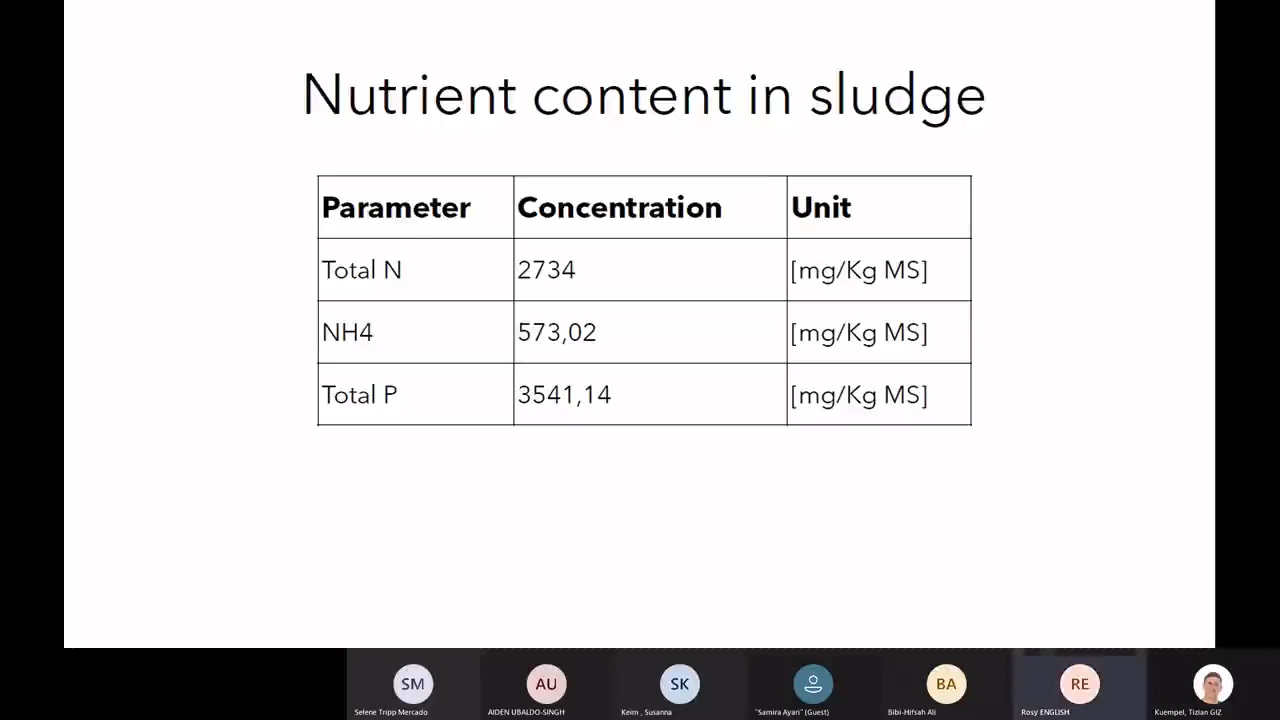 Nutrient content in sludge
Parameter Concentration Unit
Total N 2734 [mg/Kg MS]
NH4 573,02 [mg/Kg MS]
Total P 3541,14 [mg/Kg MS]
SM AU SK BA RE
Selene Tripp Mercado AIDEN UBALDO-SINGH Keim , Susanna "Samira Ayari" (Guest) Bibi-Hifsah Ali Rosy ENGLISH Kuempel, Tizian GIZ